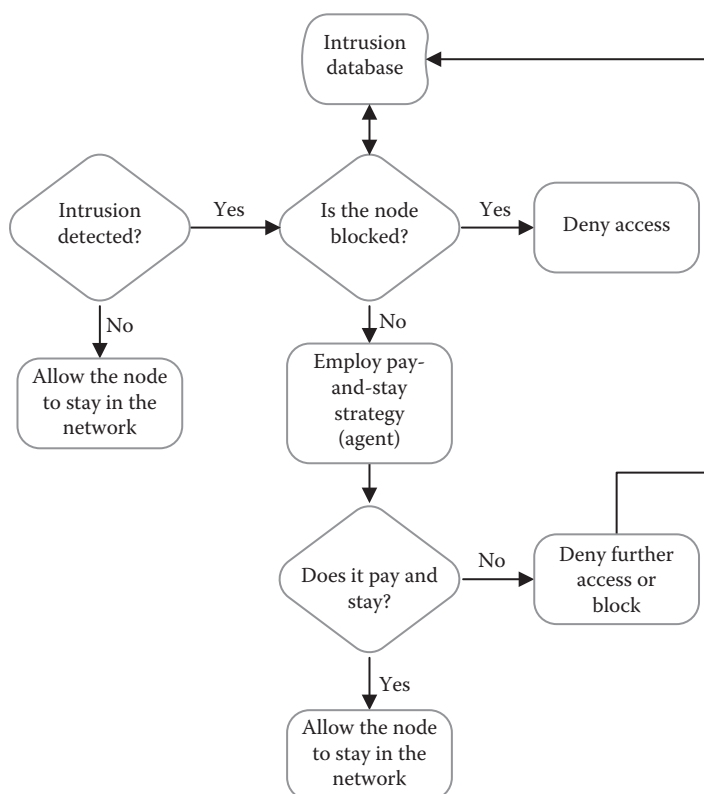 Intrusion
database
Intrusion
detected?
Yes
Is the node
blocked?
Yes
Deny access
No
Allow the node
to stay in the
network
No
Employ pay-
and-stay
strategy
(agent)
Does it pay and
stay?
No
Deny further
access or
block
Yes
Allow the node
to stay in the
network